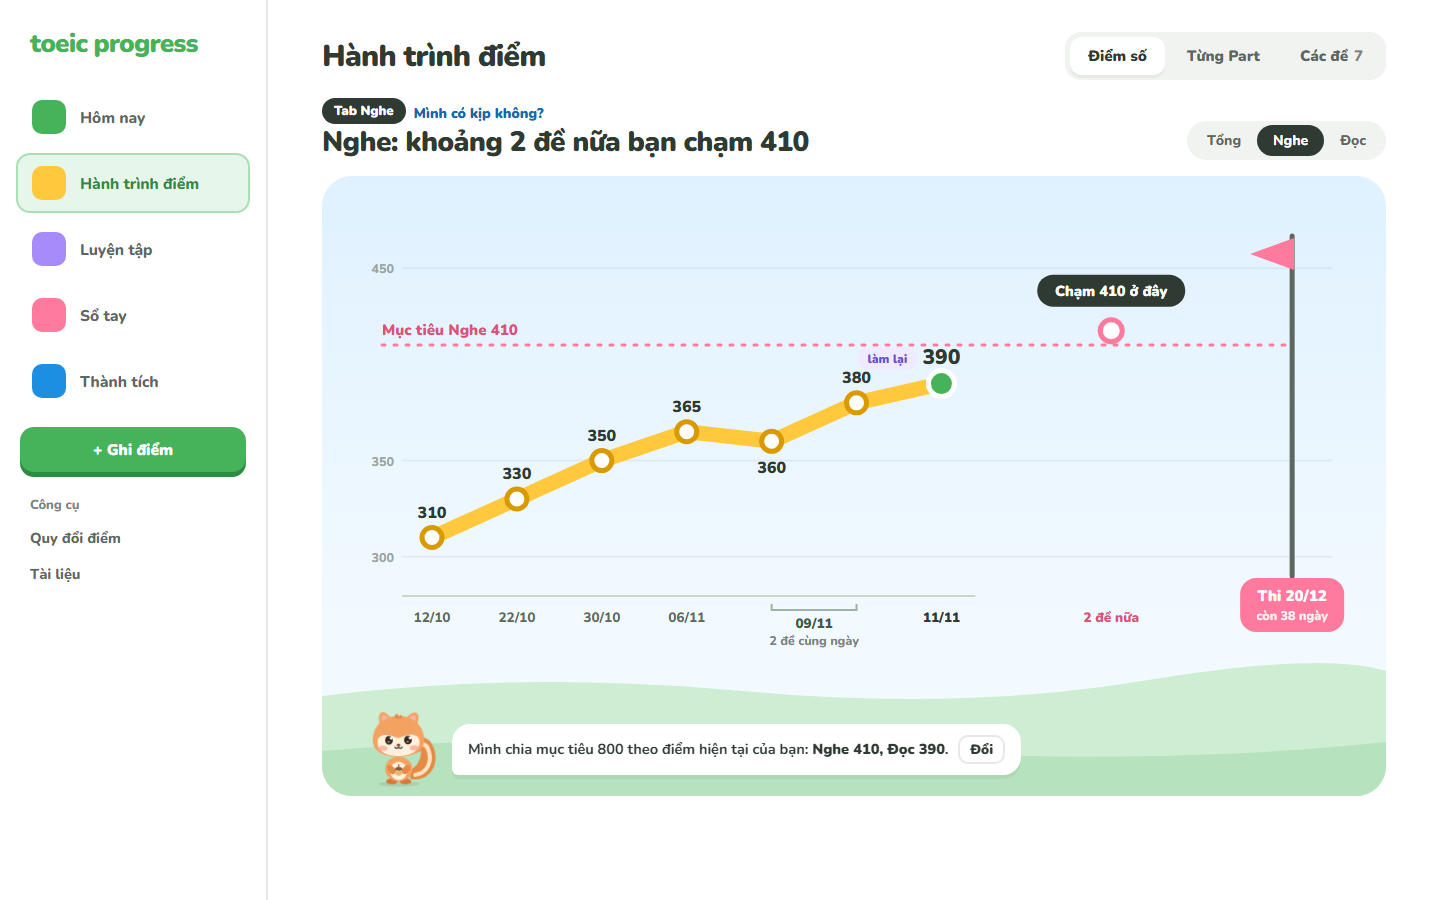 toeic progress
Hôm nay
Hành trình điểm
Luyện tập
Sổ tay
Thành tích
+ Ghi điểm
Công cụ
Quy đổi điểm
Tài liệu
Hành trình điểm
Điểm số
Từng Part
Các đề 7
Tab Nghe
Mình có kịp không?
Nghe: khoảng 2 đề nữa bạn chạm 410
Tổng
Nghe
Đọc
450
350
300
Mục tiêu Nghe 410
Chạm 410 ở đây
làm lại
310
330
350
365
360
380
390
12/10
22/10
30/10
06/11
09/11
2 đề cùng ngày
11/11
2 đề nữa
Thi 20/12
còn 38 ngày
Mình chia mục tiêu 800 theo điểm hiện tại của bạn: Nghe 410, Đọc 390.
Đổi